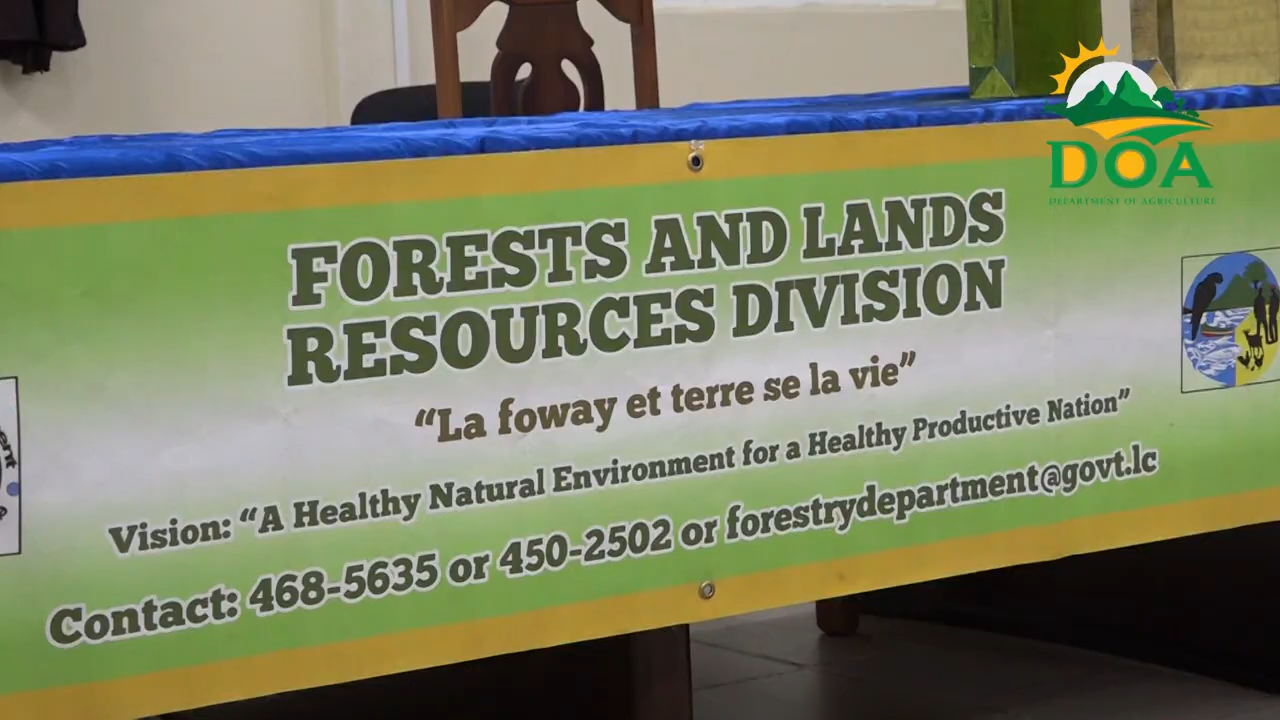 DOA
DEPARTMENT OF AGRICULTURE
FORESTS AND LANDS
RESOURCES DIVISION
“La foway et terre se la vie”
Vision: “A Healthy Natural Environment for a Healthy Productive Nation”
Contact: 468-5635 or 450-2502 or forestrydepartment@govt.lc